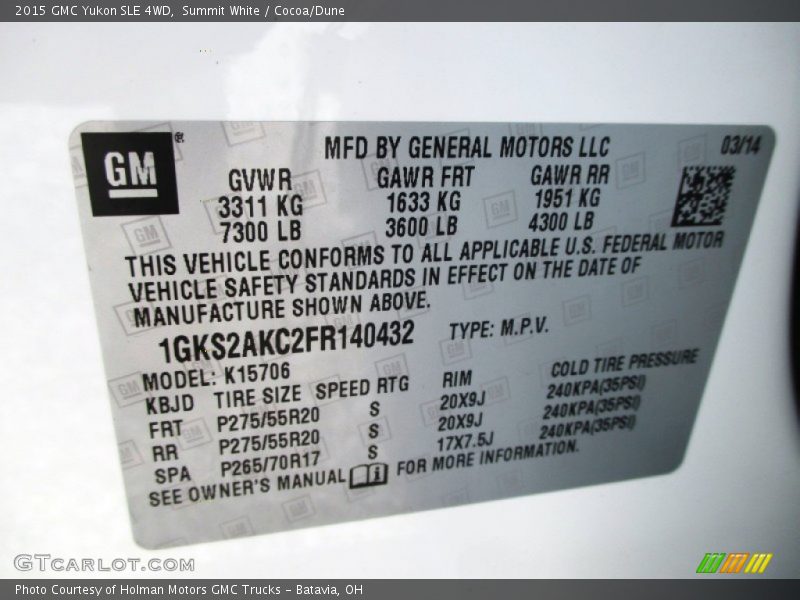 2015 GMC Yukon SLE 4WD, Summit White / Cocoa/Dune
GM
®
MFD BY GENERAL MOTORS LLC
03/14
GVWR GAWR FRT GAWR RR
3311 KG 1633 KG 1951 KG
7300 LB 3600 LB 4300 LB
THIS VEHICLE CONFORMS TO ALL APPLICABLE U.S. FEDERAL MOTOR
VEHICLE SAFETY STANDARDS IN EFFECT ON THE DATE OF
MANUFACTURE SHOWN ABOVE.
1GKS2AKC2FR140432 TYPE: M.P.V.
MODEL: K15706
KBJD TIRE SIZE SPEED RTG RIM COLD TIRE PRESSURE
FRT P275/55R20 S 20X9J 240KPA(35PSI)
RR P275/55R20 S 20X9J 240KPA(35PSI)
SPA P265/70R17 S 17X7.5J 240KPA(35PSI)
SEE OWNER'S MANUAL i FOR MORE INFORMATION.
GTCARLOT.COM
Photo Courtesy of Holman Motors GMC Trucks - Batavia, OH